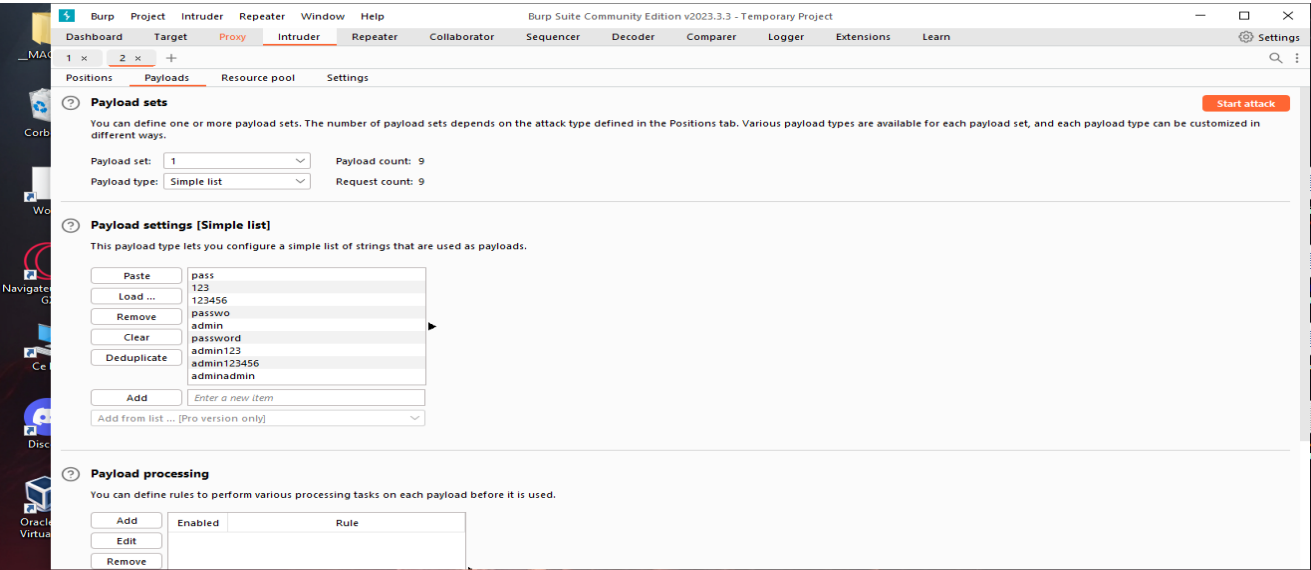 Burp Project Intruder Repeater Window Help Burp Suite Community Edition v2023.3.3 - Temporary Project
Dashboard Target Proxy Intruder Repeater Collaborator Sequencer Decoder Comparer Logger Extensions Learn Settings
__MAC
1 × 2 × +
Positions Payloads Resource pool Settings
? Payload sets Start attack
You can define one or more payload sets. The number of payload sets depends on the attack type defined in the Positions tab. Various payload types are available for each payload set, and each payload type can be customized in
different ways.
Corb
Payload set: 1 Payload count: 9
Payload type: Simple list Request count: 9
Wo
? Payload settings [Simple list]
This payload type lets you configure a simple list of strings that are used as payloads.
Paste
Load ...
Remove
Clear
Deduplicate
pass
123
123456
passwo
admin
password
admin123
admin123456
adminadmin
Navigate
G
Ce
Add Enter a new item
Add from list ... [Pro version only]
Disc
? Payload processing
You can define rules to perform various processing tasks on each payload before it is used.
Add Enabled Rule
Edit
Remove
Oracle
Virtua